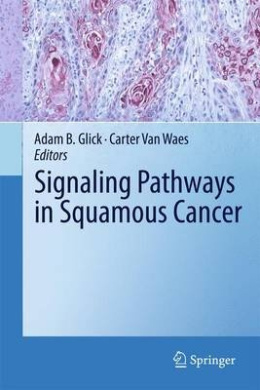 Adam B. Glick · Carter Van Waes
Editors
Signaling Pathways
in Squamous Cancer
Springer